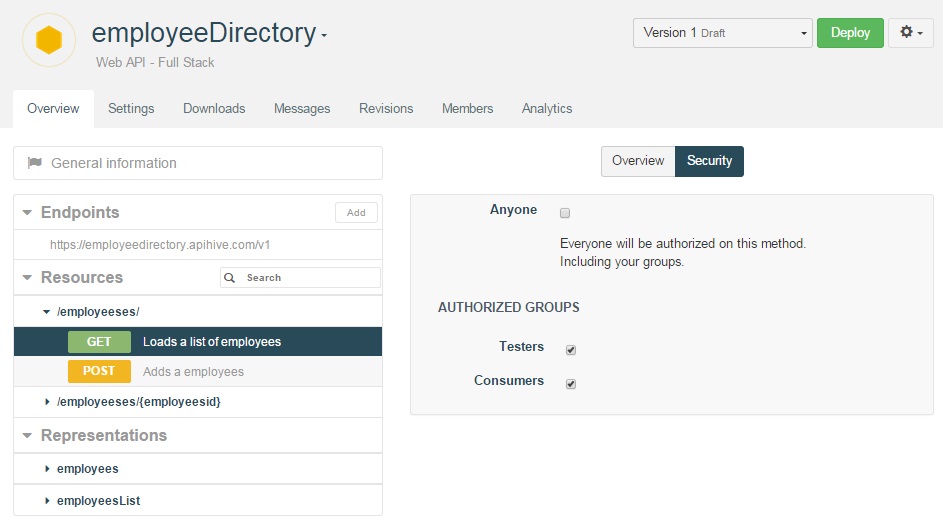 employeeDirectory
Version 1 Draft
Deploy
Web API - Full Stack
Overview Settings Downloads Messages Revisions Members Analytics
General information
Overview Security
Endpoints Add
https://employeedirectory.apihive.com/v1
Resources Search
/employeeses/
GET Loads a list of employees
POST Adds a employees
/employeeses/{employeesid}
Representations
employees
employeesList
Anyone
Everyone will be authorized on this method.
Including your groups.
AUTHORIZED GROUPS
Testers
Consumers